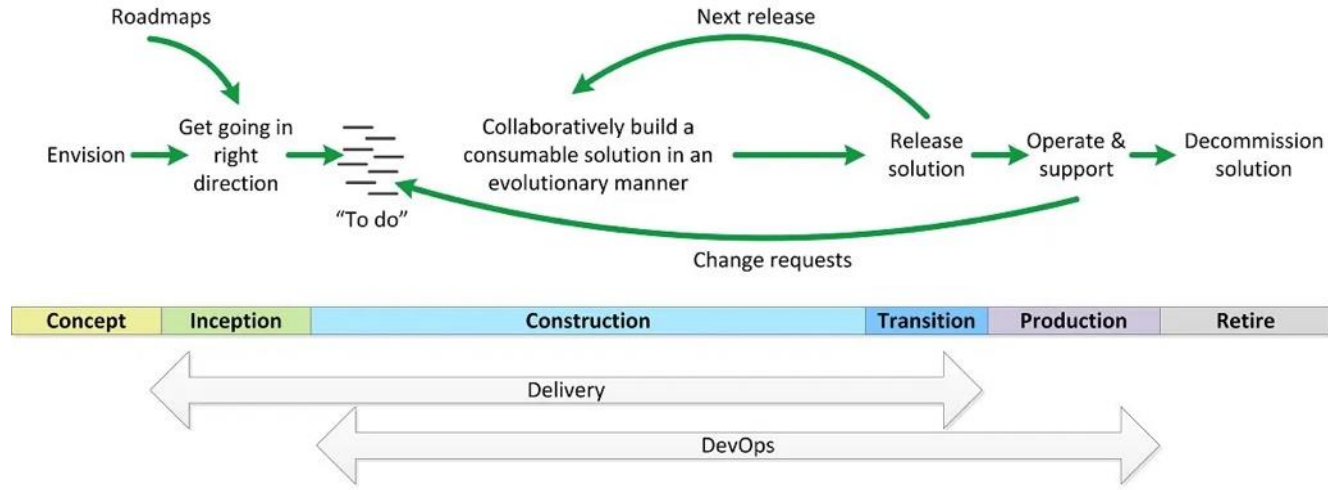 Roadmaps
Next release
Envision
Get going in
right
direction
“To do”
Collaboratively build a
consumable solution in an
evolutionary manner
Release
solution
Operate &
support
Decommission
solution
Change requests
Concept
Inception
Construction
Transition
Production
Retire
Delivery
DevOps